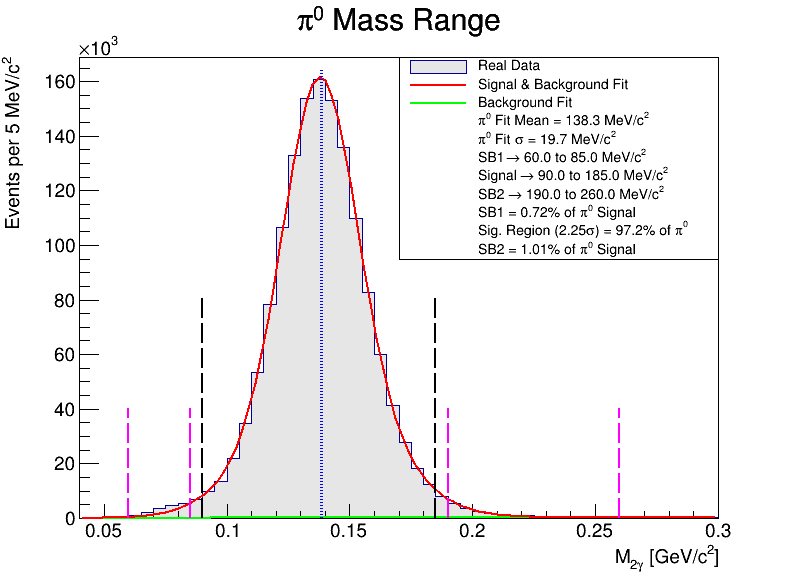 π⁰ Mass Range
×10³
Events per 5 MeV/c²
160
140
120
100
80
60
40
20
0
Real Data
Signal & Background Fit
Background Fit
π⁰ Fit Mean = 138.3 MeV/c²
π⁰ Fit σ = 19.7 MeV/c²
SB1 → 60.0 to 85.0 MeV/c²
Signal → 90.0 to 185.0 MeV/c²
SB2 → 190.0 to 260.0 MeV/c²
SB1 = 0.72% of π⁰ Signal
Sig. Region (2.25σ) = 97.2% of π⁰
SB2 = 1.01% of π⁰ Signal
0.05 0.1 0.15 0.2 0.25 0.3
M₂ᵧ [GeV/c²]